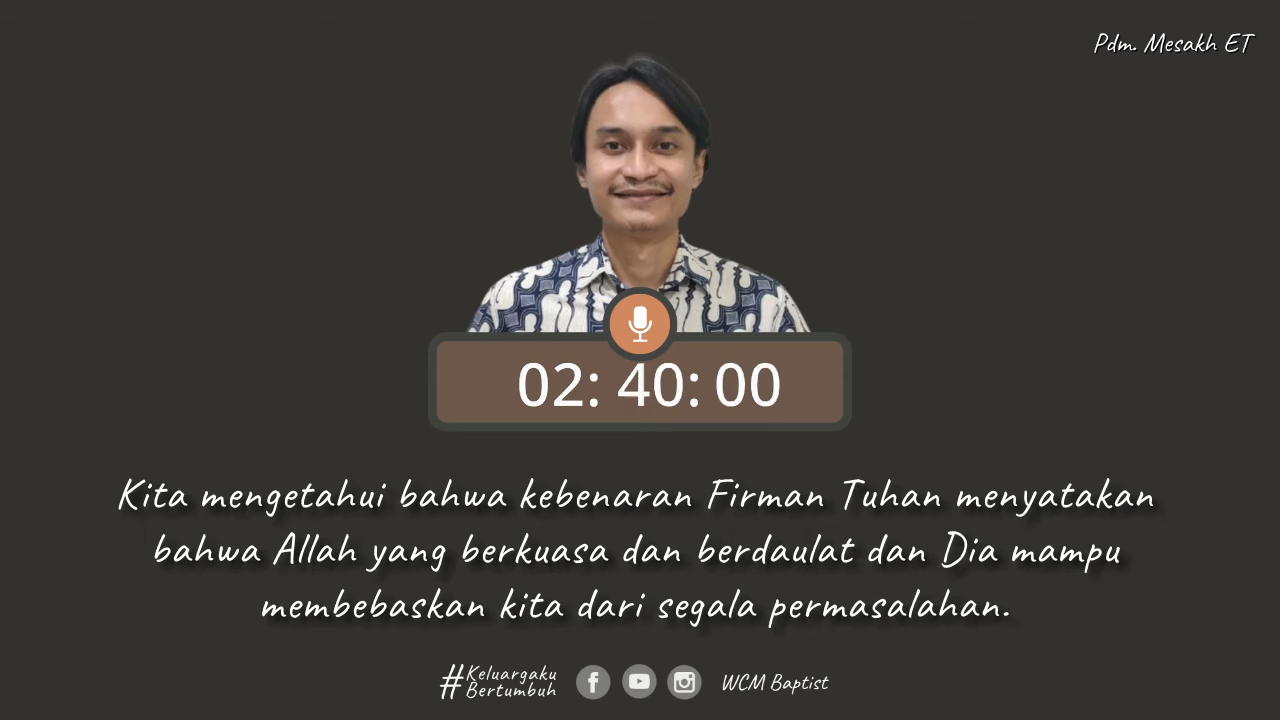 Pdm. Mesakh ET
02: 40: 00
Kita mengetahui bahwa kebenaran Firman Tuhan menyatakan
bahwa Allah yang berkuasa dan berdaulat dan Dia mampu
membebaskan kita dari segala permasalahan.
#Keluargaku
Bertumbuh
WCM Baptist